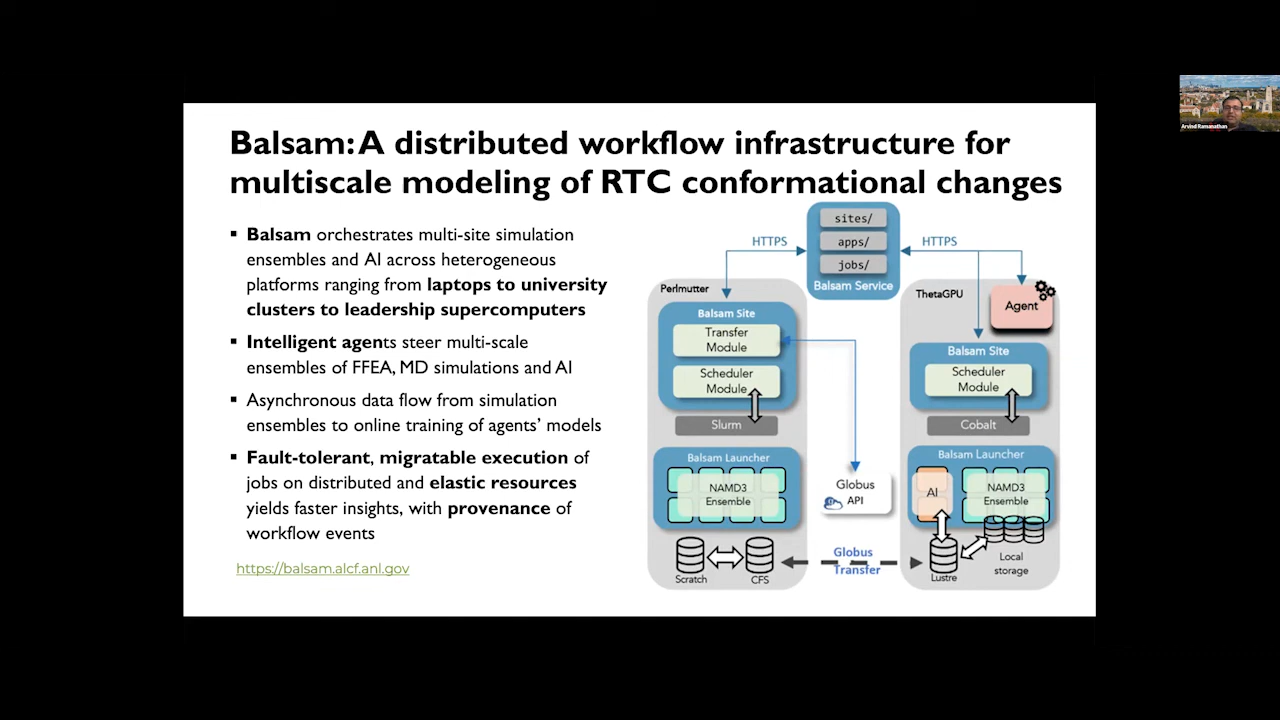 Balsam: A distributed workflow infrastructure for
multiscale modeling of RTC conformational changes
▪ Balsam orchestrates multi-site simulation
ensembles and AI across heterogeneous
platforms ranging from laptops to university
clusters to leadership supercomputers
▪ Intelligent agents steer multi-scale
ensembles of FFEA, MD simulations and AI
▪ Asynchronous data flow from simulation
ensembles to online training of agents’ models
▪ Fault-tolerant, migratable execution of
jobs on distributed and elastic resources
yields faster insights, with provenance of
workflow events
https://balsam.alcf.anl.gov
sites/
apps/
jobs/
Balsam Service
HTTPS
HTTPS
Perlmutter
Balsam Site
Transfer
Module
Scheduler
Module
Slurm
Balsam Launcher
NAMD3
Ensemble
Scratch
CFS
Globus
API
Globus
Transfer
ThetaGPU
Agent
Balsam Site
Scheduler
Module
Cobalt
Balsam Launcher
AI
NAMD3
Ensemble
Lustre
Local
storage
Arvind Ramanathan